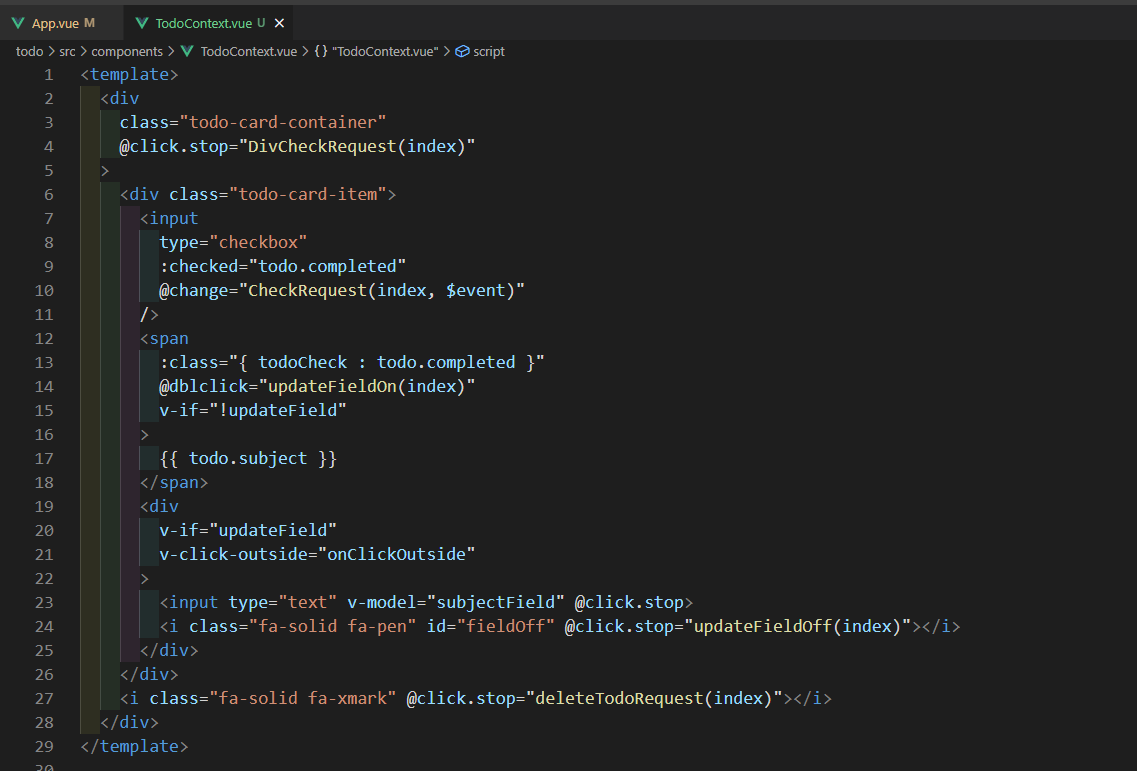 App.vue M TodoContext.vue U ×
todo > src > components > TodoContext.vue > {} "TodoContext.vue" > script
1 <template>
2 <div
3 class="todo-card-container"
4 @click.stop="DivCheckRequest(index)"
5 >
6 <div class="todo-card-item">
7 <input
8 type="checkbox"
9 :checked="todo.completed"
10 @change="CheckRequest(index, $event)"
11 />
12 <span
13 :class="{ todoCheck : todo.completed }"
14 @dblclick="updateFieldOn(index)"
15 v-if="!updateField"
16 >
17 {{ todo.subject }}
18 </span>
19 <div
20 v-if="updateField"
21 v-click-outside="onClickOutside"
22 >
23 <input type="text" v-model="subjectField" @click.stop>
24 <i class="fa-solid fa-pen" id="fieldOff" @click.stop="updateFieldOff(index)"></i>
25 </div>
26 </div>
27 <i class="fa-solid fa-xmark" @click.stop="deleteTodoRequest(index)"></i>
28 </div>
29 </template>
30